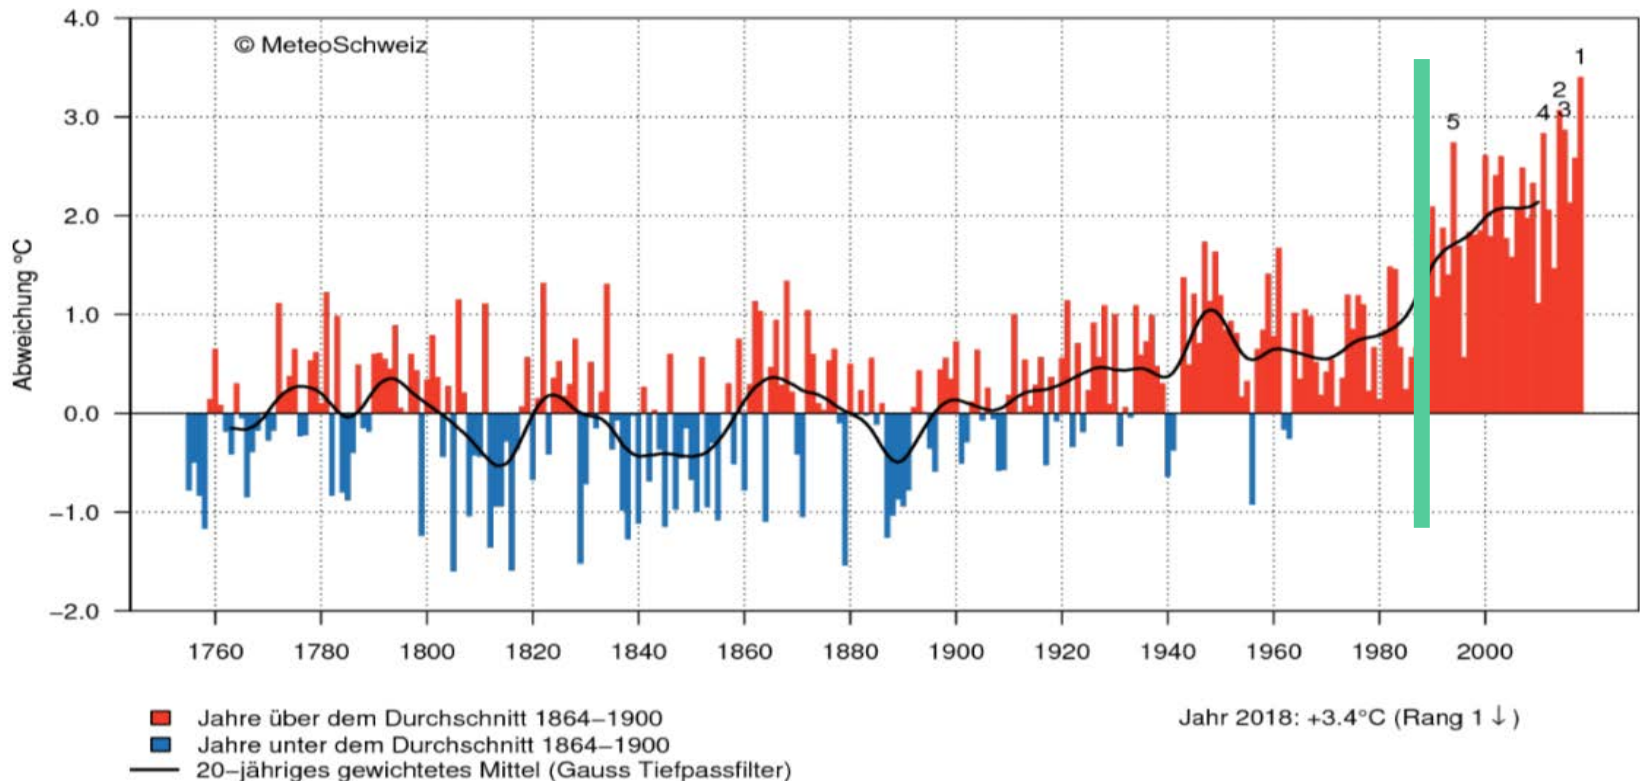 4.0
© MeteoSchweiz
1
2
3.0
4 3
5
2.0
Abweichung °C
1.0
0.0
−1.0
−2.0
1760 1780 1800 1820 1840 1860 1880 1900 1920 1940 1960 1980 2000
Jahre über dem Durchschnitt 1864−1900
Jahr 2018: +3.4°C (Rang 1 ↓)
Jahre unter dem Durchschnitt 1864−1900
20−jähriges gewichtetes Mittel (Gauss Tiefpassfilter)